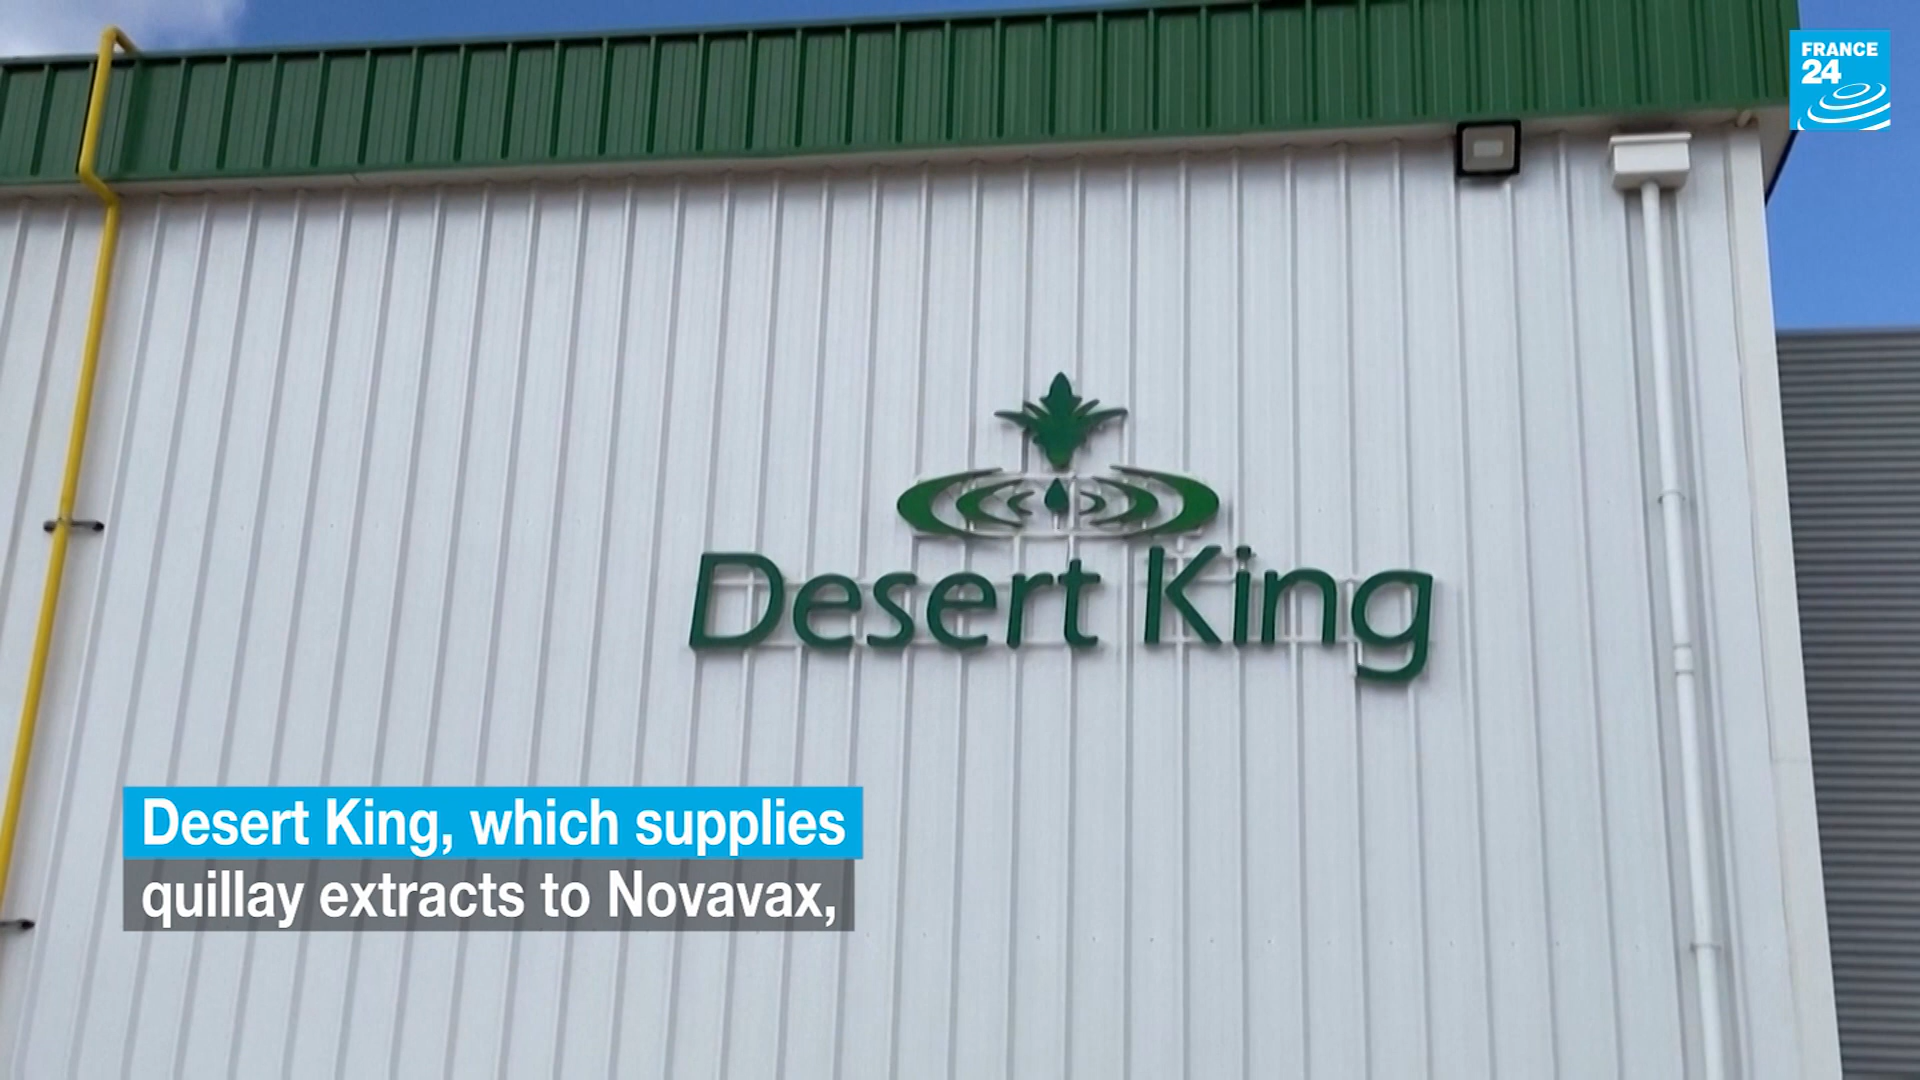 FRANCE
24
Desert King
Desert King, which supplies
quillay extracts to Novavax,